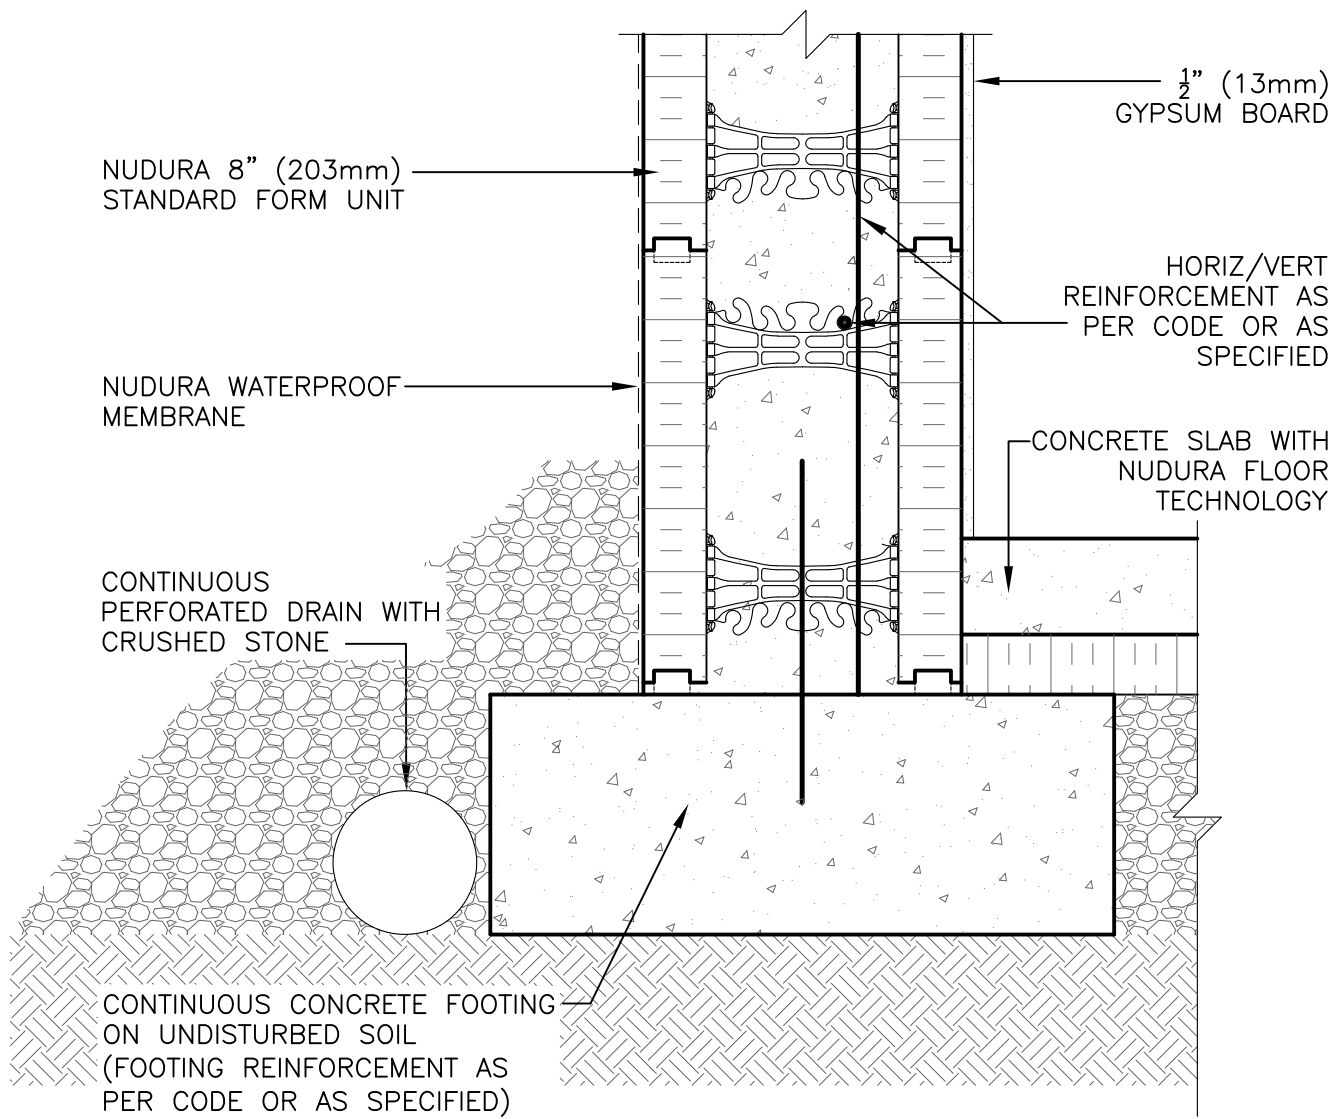 ½” (13mm)
GYPSUM BOARD
NUDURA 8” (203mm)
STANDARD FORM UNIT
HORIZ/VERT
REINFORCEMENT AS
PER CODE OR AS
SPECIFIED
NUDURA WATERPROOF
MEMBRANE
CONCRETE SLAB WITH
NUDURA FLOOR
TECHNOLOGY
CONTINUOUS
PERFORATED DRAIN WITH
CRUSHED STONE
CONTINUOUS CONCRETE FOOTING
ON UNDISTURBED SOIL
(FOOTING REINFORCEMENT AS
PER CODE OR AS SPECIFIED)